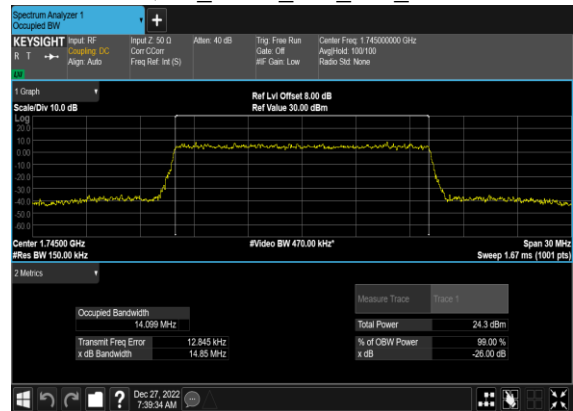 Spectrum Analyzer 1
Occupied BW
KEYSIGHT
R T
Input: RF
Coupling: DC
Align: Auto
Input Z: 50 Ω
Corr CCorr
Freq Ref: Int (S)
Atten: 40 dB
Trig: Free Run
Gate: Off
#IF Gain: Low
Center Freq: 1.745000000 GHz
Avg|Hold: 100/100
Radio Std: None
1 Graph
Scale/Div 10.0 dB
Ref Lvl Offset 8.00 dB
Ref Value 30.00 dBm
Log
20.0
10.0
0.00
-10.0
-20.0
-30.0
-40.0
-50.0
-60.0
Center 1.74500 GHz
#Res BW 150.00 kHz
#Video BW 470.00 kHz*
Span 30 MHz
Sweep 1.67 ms (1001 pts)
2 Metrics
Measure Trace
Trace 1
Occupied Bandwidth
14.099 MHz
Total Power
24.3 dBm
Transmit Freq Error
12.845 kHz
% of OBW Power
99.00 %
x dB Bandwidth
14.85 MHz
x dB
-26.00 dB
?
Dec 27, 2022
7:39:34 AM